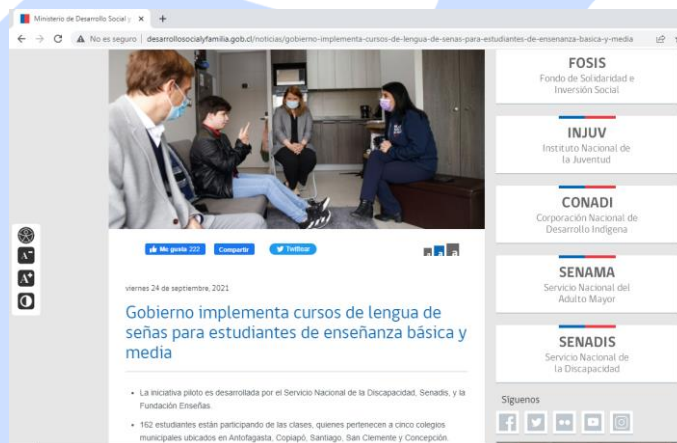 Ministerio de Desarrollo Social y
No es seguro | desarrollosocialyfamilia.gob.cl/noticias/gobierno-implementa-cursos-de-lengua-de-senas-para-estudiantes-de-ensenanza-basica-y-media
FOSIS
Fondo de Solidaridad e
Inversión Social
INJUV
Instituto Nacional de
la Juventud
CONADI
Corporación Nacional de
Desarrollo Indígena
SENAMA
Servicio Nacional del
Adulto Mayor
SENADIS
Servicio Nacional de
la Discapacidad
Síguenos
A-
A+
Me gusta 222 Compartir Twittear
a a a
viernes 24 de septiembre, 2021
Gobierno implementa cursos de lengua de
señas para estudiantes de enseñanza básica y
media
• La iniciativa piloto es desarrollada por el Servicio Nacional de la Discapacidad, Senadis, y la
Fundación Enseñas.
• 162 estudiantes están participando de las clases, quienes pertenecen a cinco colegios
municipales ubicados en Antofagasta, Copiapó, Santiago, San Clemente y Concepción.